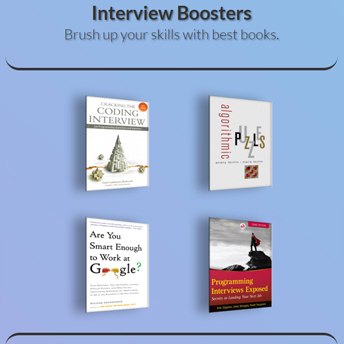 Interview Boosters
Brush up your skills with best books.
CRACKING THE
CODING
INTERVIEW
algorithmic
PUZZLES
Are You
Smart Enough
to Work at
Google?
Programming
Interviews Exposed
Secrets to Landing Your Next Job